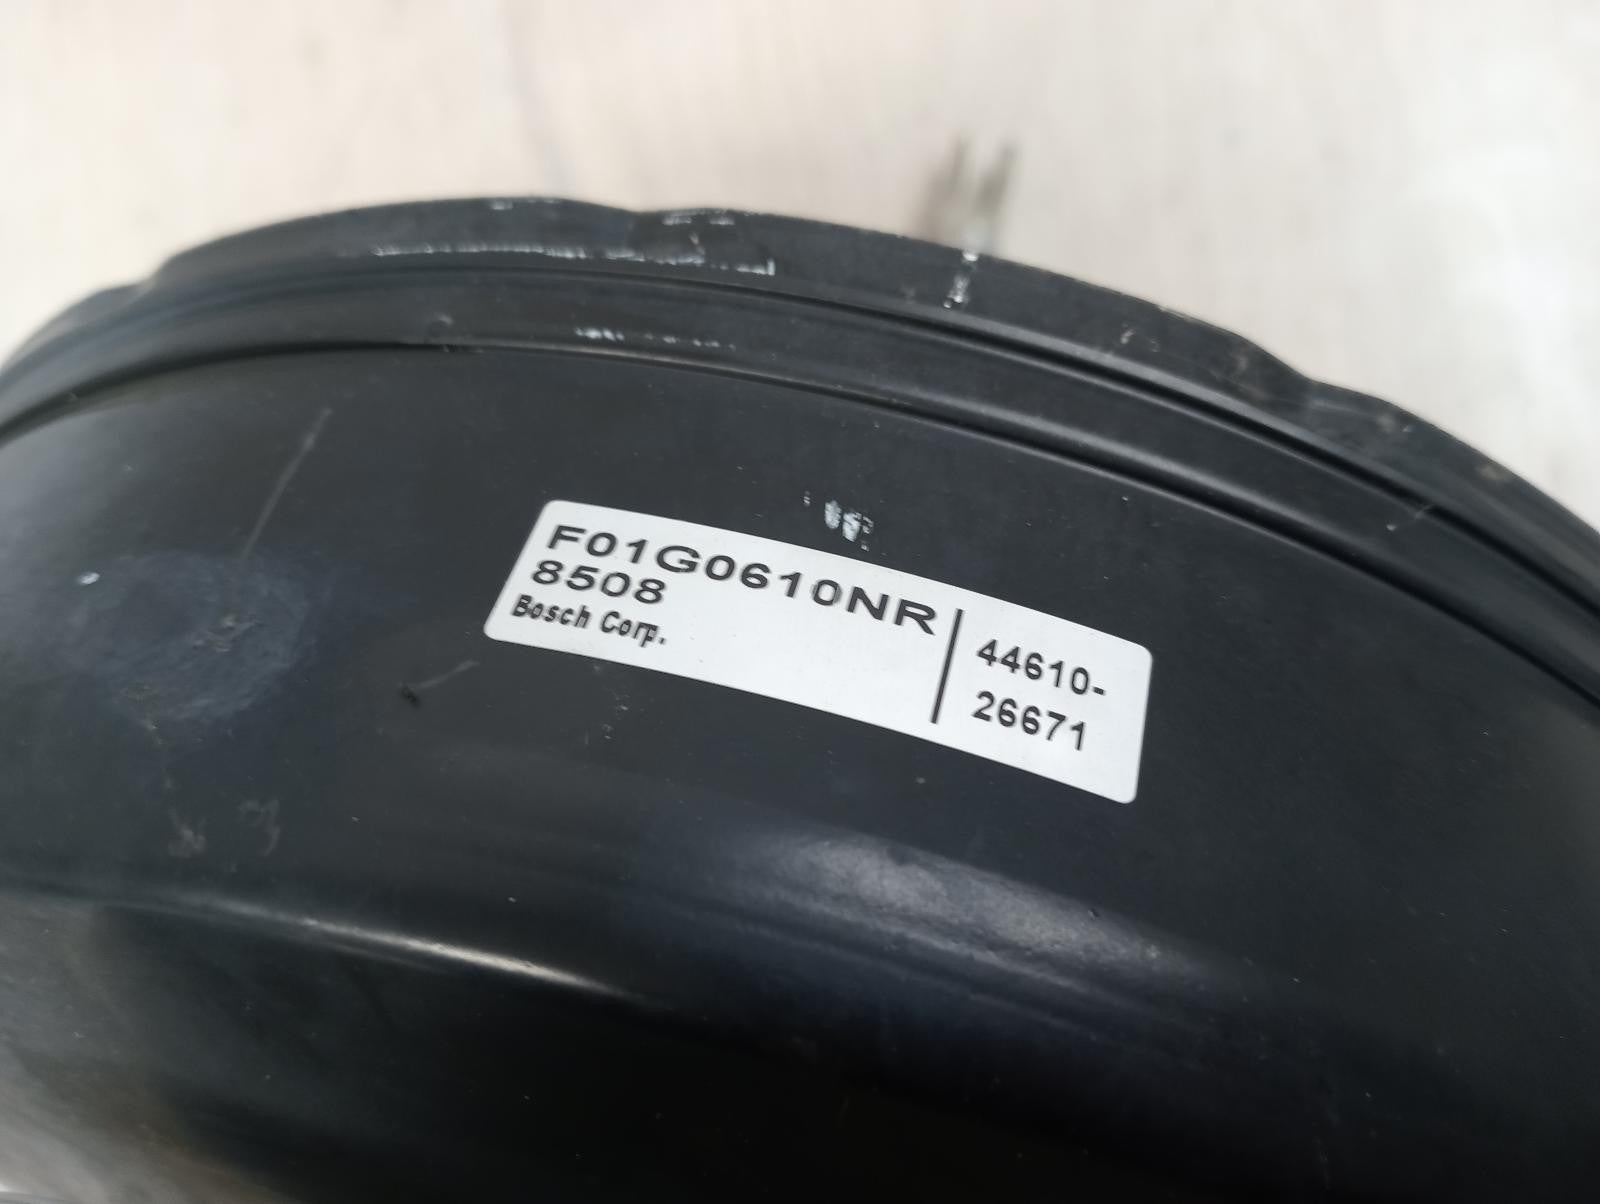 F01G0610NR
8508
Bosch Corp.
44610-
26671